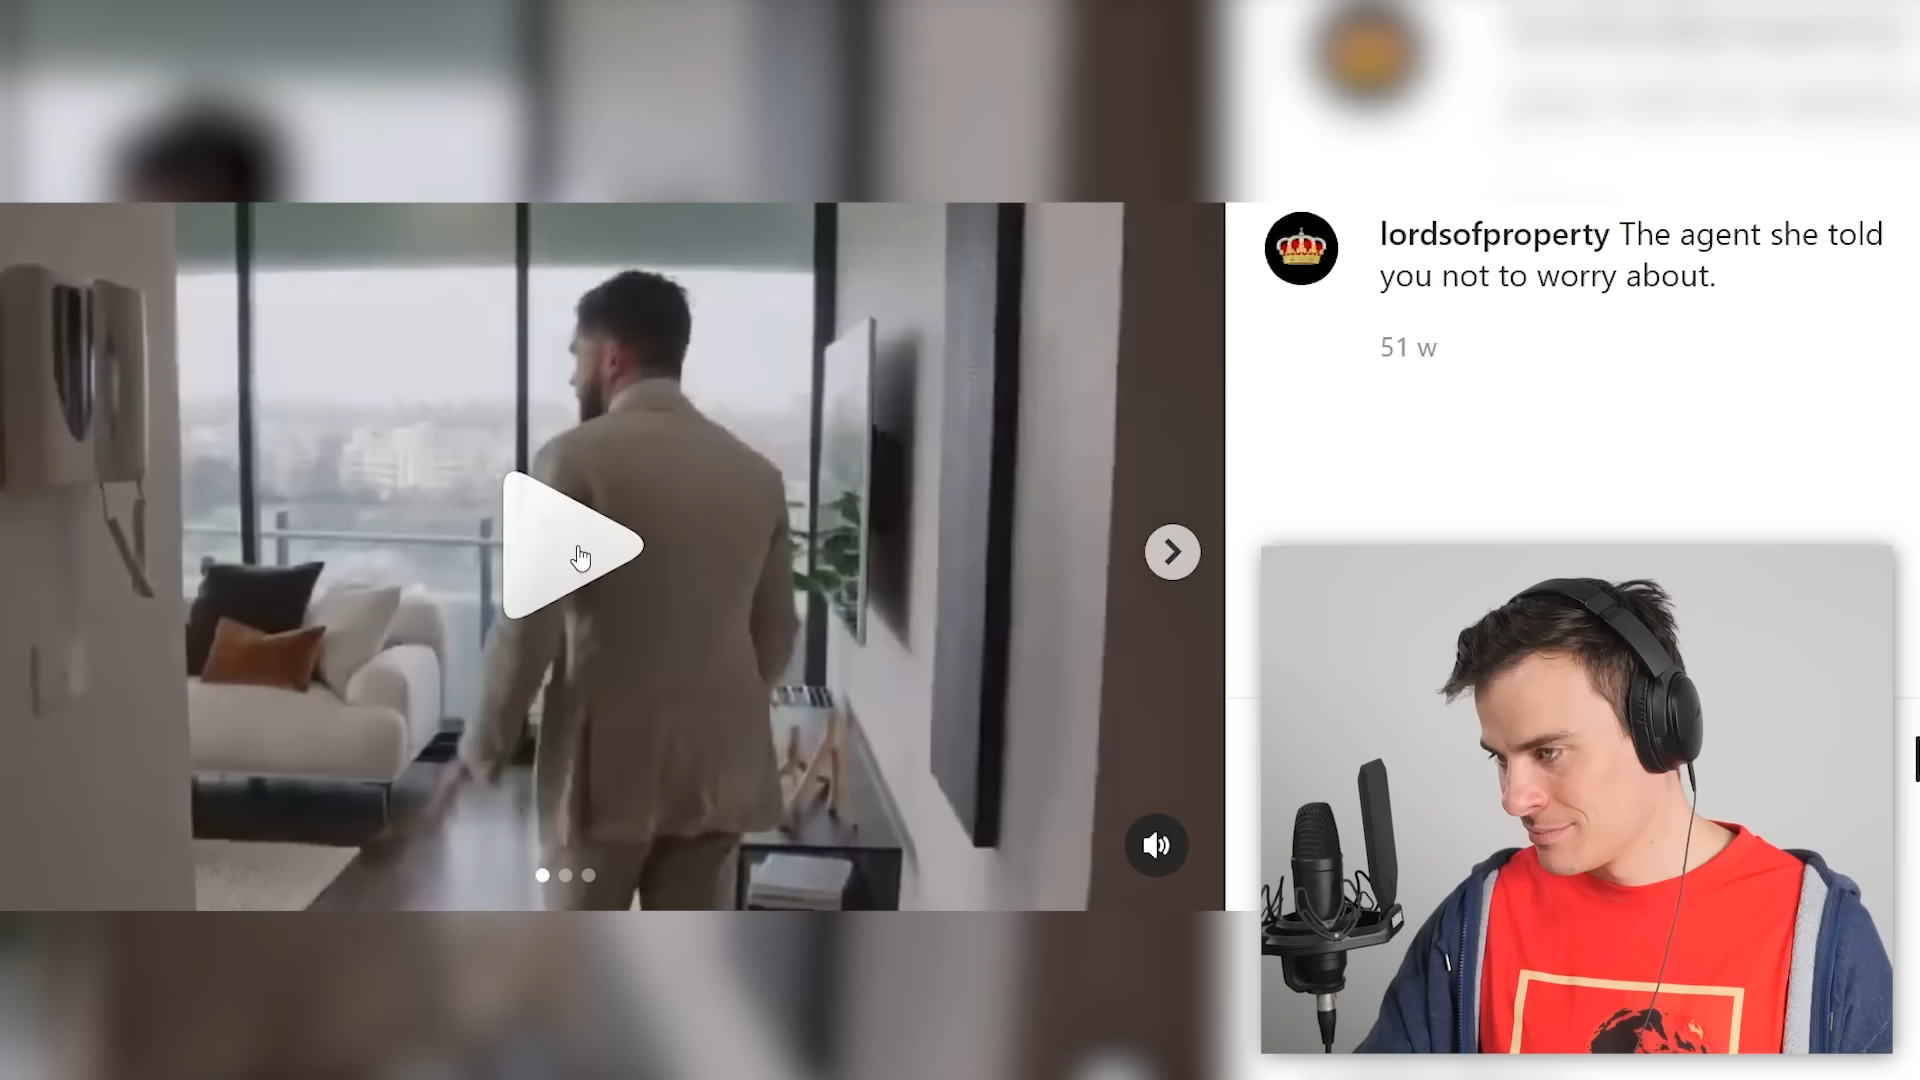 lordsofproperty The agent she told
you not to worry about.
51 w